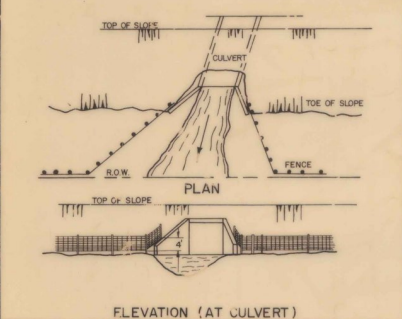 TOP OF SLOPE
CULVERT
TOE OF SLOPE
R.O.W.
FENCE
PLAN
TOP OF SLOPE
4'
ELEVATION (AT CULVERT)